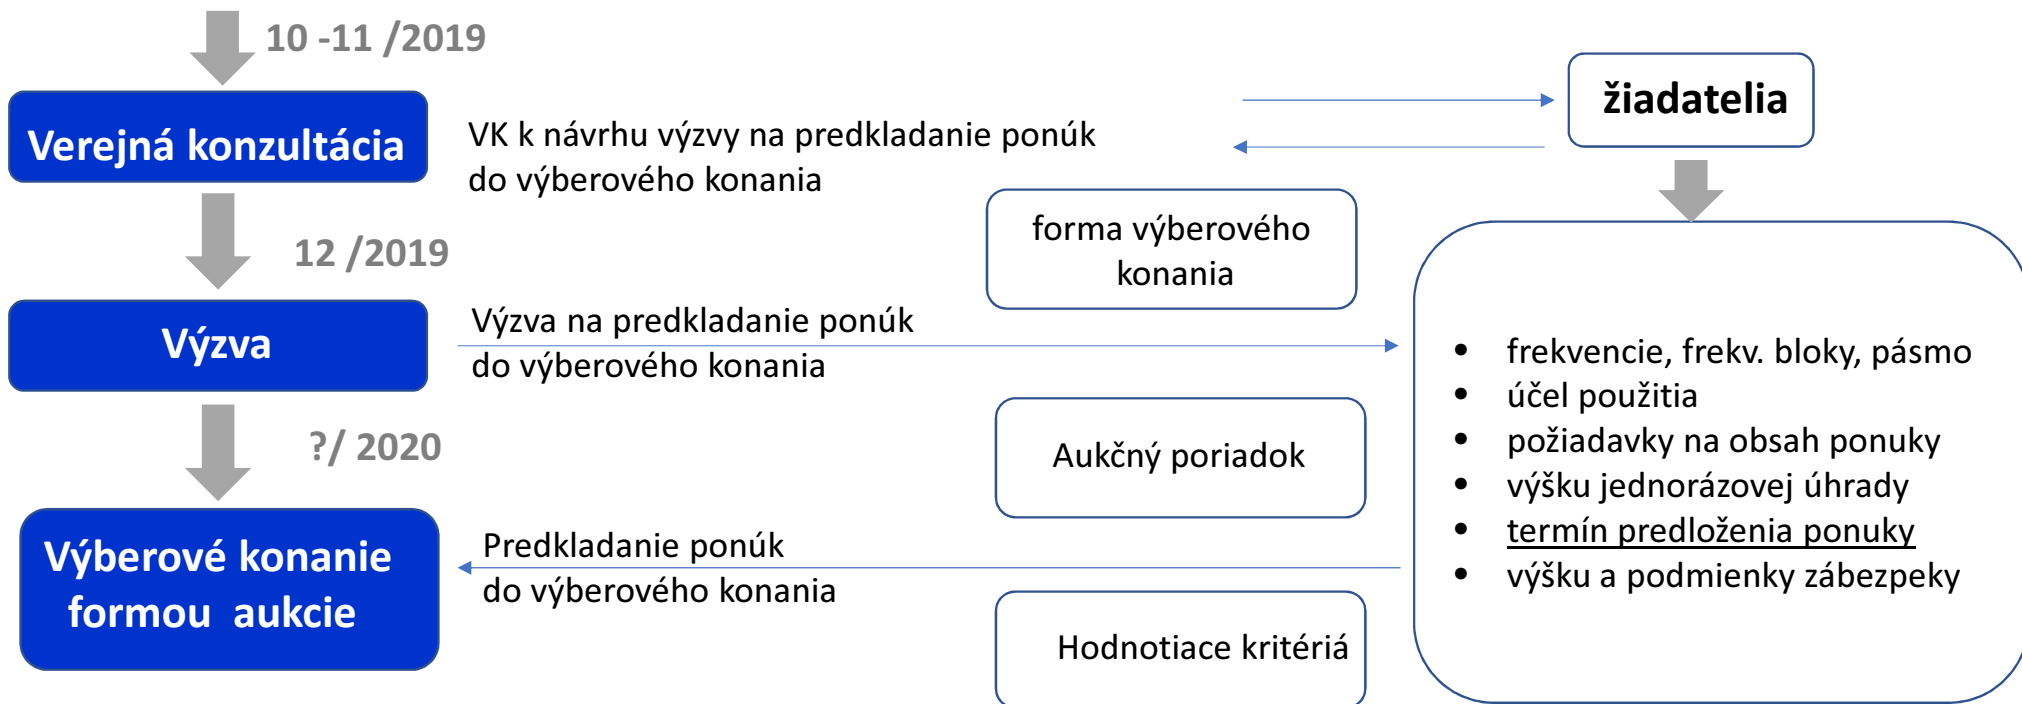 10 -11 /2019
Verejná konzultácia
VK k návrhu výzvy na predkladanie ponúk
do výberového konania
žiadatelia
forma výberového
konania
12 /2019
Výzva
Výzva na predkladanie ponúk
do výberového konania
• frekvencie, frekv. bloky, pásmo
• účel použitia
• požiadavky na obsah ponuky
• výšku jednorázovej úhrady
• termín predloženia ponuky
• výšku a podmienky zábezpeky
Aukčný poriadok
?/ 2020
Výberové konanie
formou aukcie
Predkladanie ponúk
do výberového konania
Hodnotiace kritériá